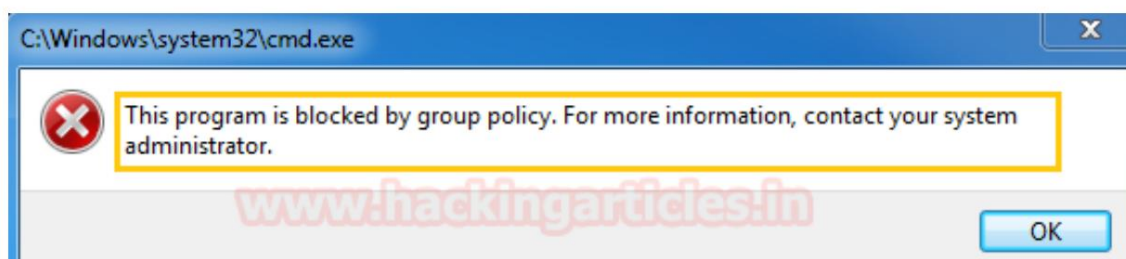 C:\Windows\system32\cmd.exe
This program is blocked by group policy. For more information, contact your system
administrator.
www.hackingarticles.in
OK